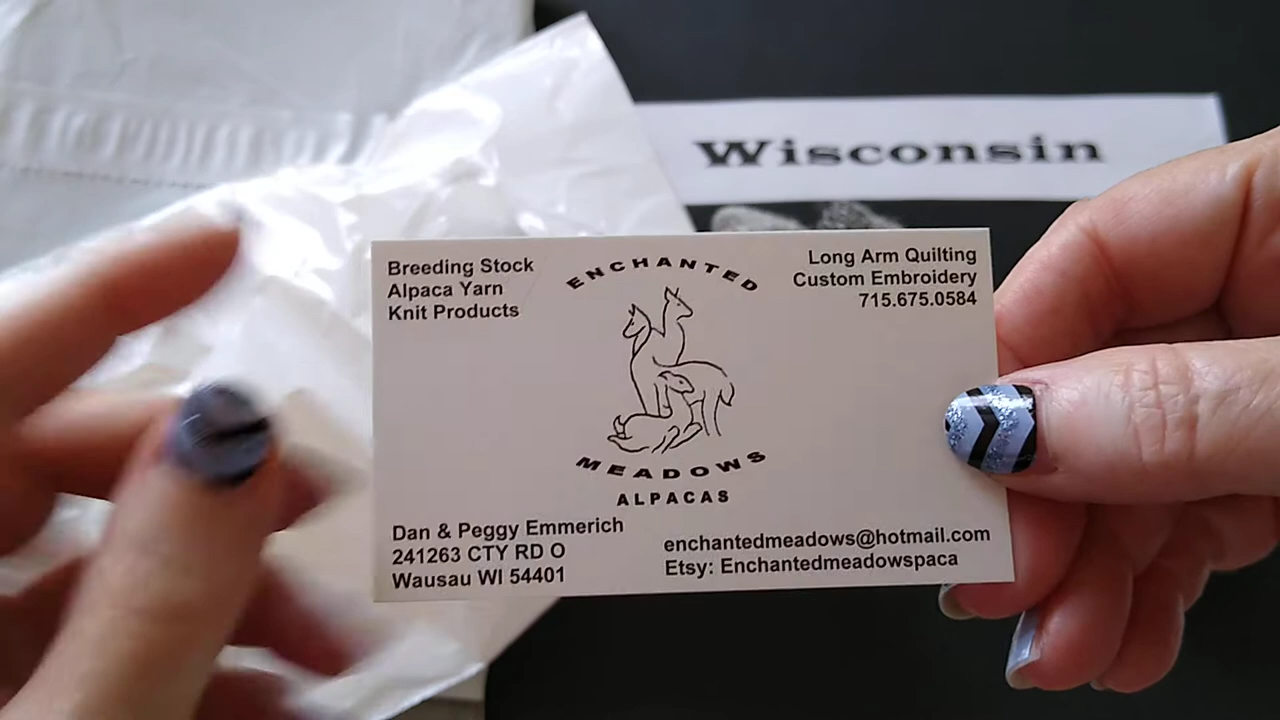 Wisconsin
Breeding Stock
Alpaca Yarn
Knit Products
ENCHANTED
MEADOWS
ALPACAS
Long Arm Quilting
Custom Embroidery
715.675.0584
Dan & Peggy Emmerich
241263 CTY RD O
Wausau WI 54401
enchantedmeadows@hotmail.com
Etsy: Enchantedmeadowspaca